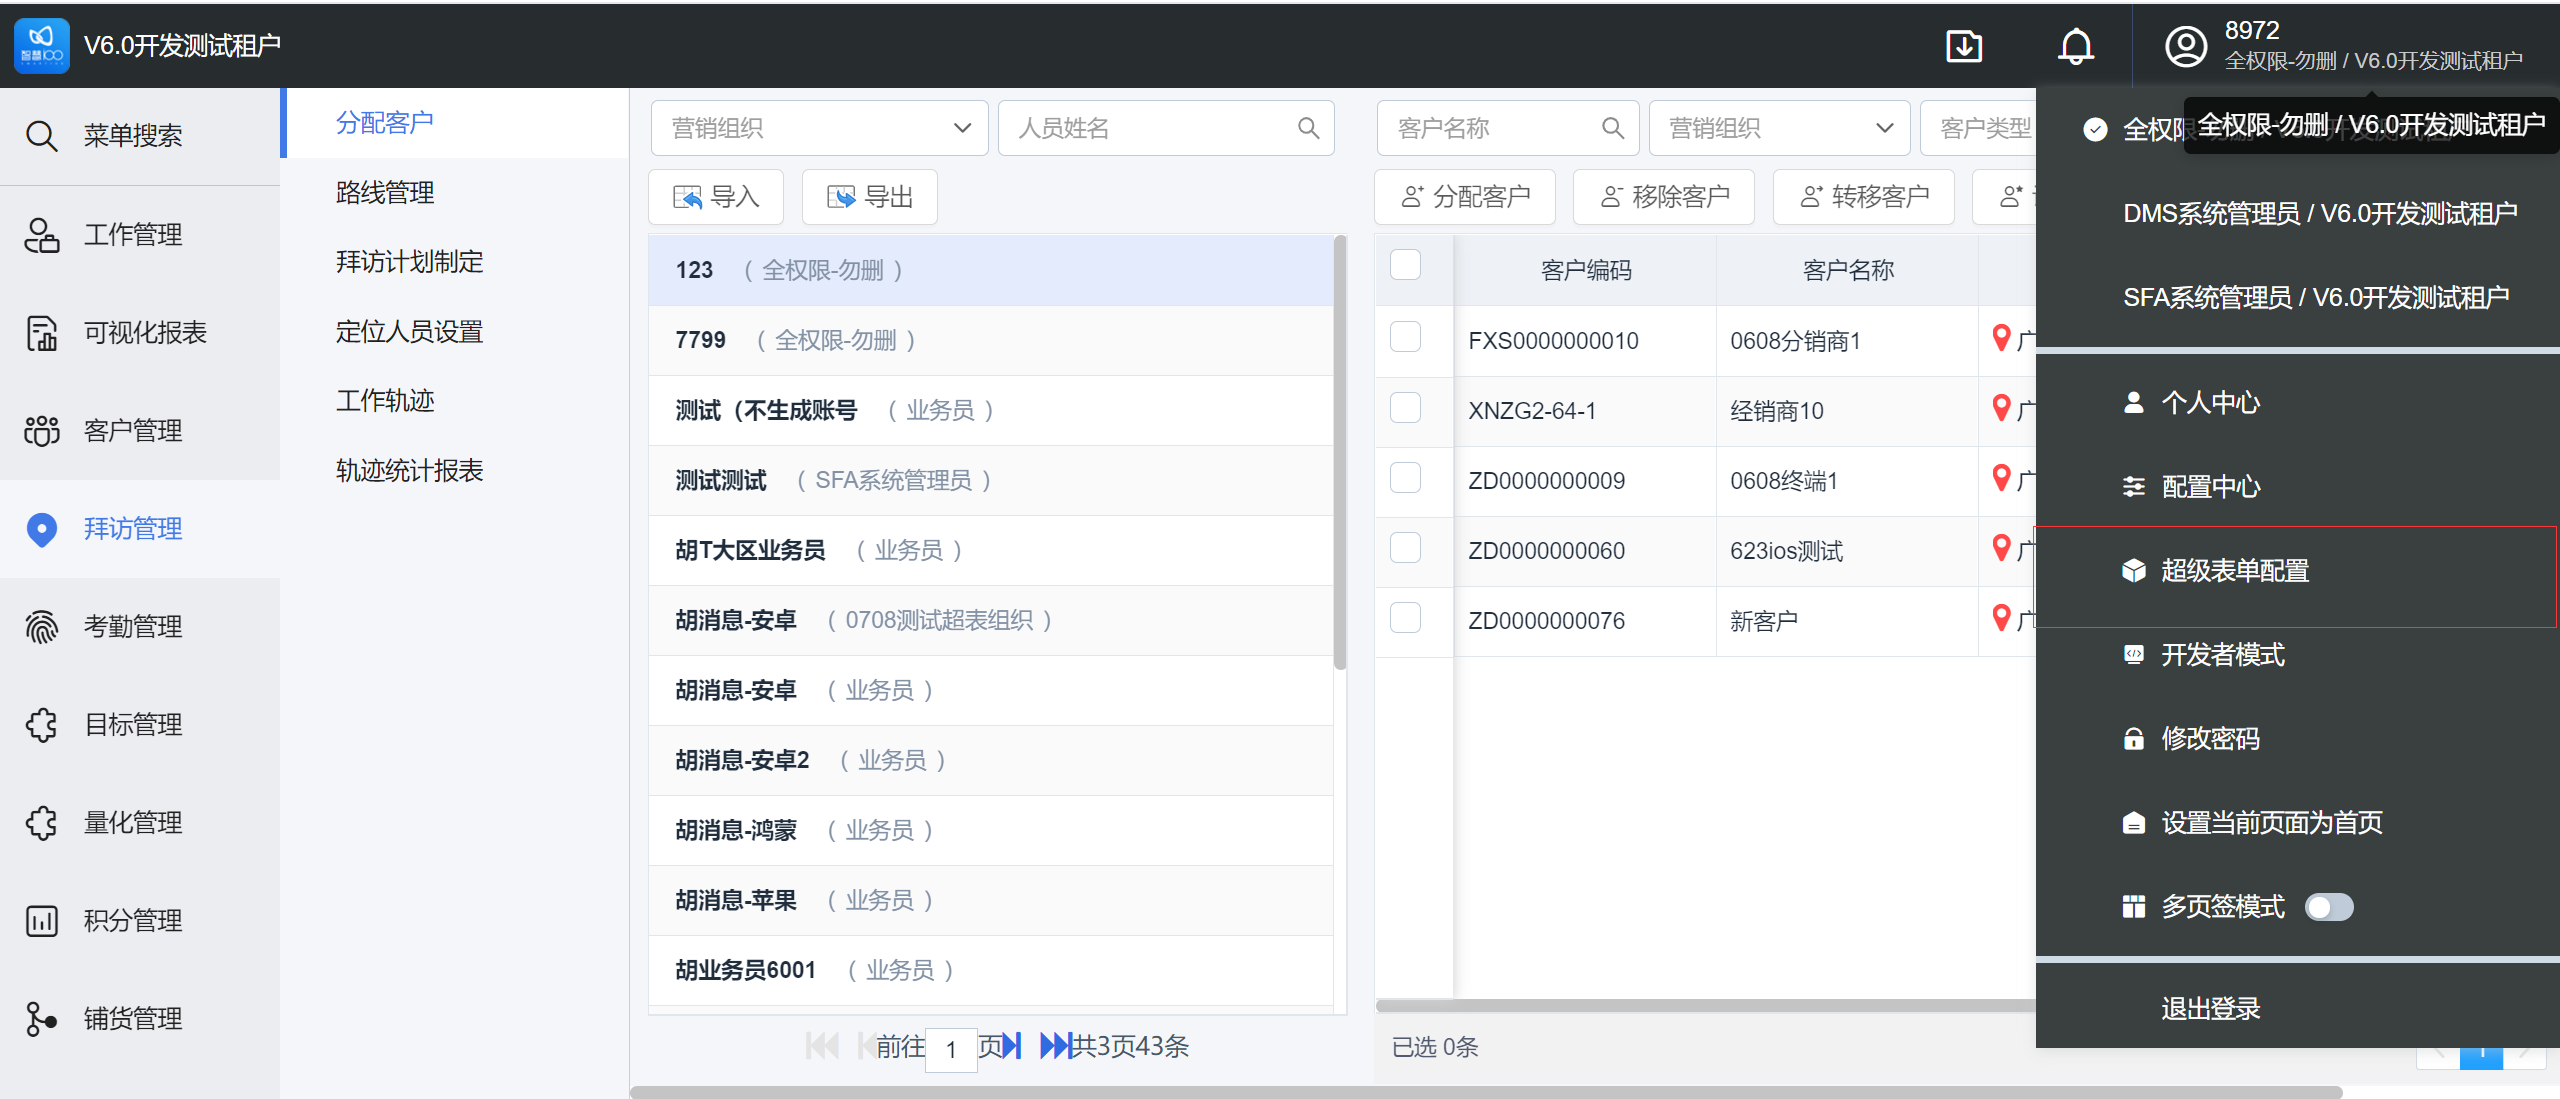 智慧100
V6.0开发测试租户
8972
全权限-勿删 / V6.0开发测试租户
菜单搜索
工作管理
可视化报表
客户管理
拜访管理
考勤管理
目标管理
量化管理
积分管理
铺货管理
分配客户
路线管理
拜访计划制定
定位人员设置
工作轨迹
轨迹统计报表
营销组织
人员姓名
导入
导出
123 ( 全权限-勿删 )
7799 ( 全权限-勿删 )
测试（不生成账号 ( 业务员 )
测试测试 ( SFA系统管理员 )
胡T大区业务员 ( 业务员 )
胡消息-安卓 ( 0708测试超表组织 )
胡消息-安卓 ( 业务员 )
胡消息-安卓2 ( 业务员 )
胡消息-鸿蒙 ( 业务员 )
胡消息-苹果 ( 业务员 )
胡业务员6001 ( 业务员 )
前往 1 页 共3页43条
客户名称
营销组织
客户类型
分配客户
移除客户
转移客户
客户编码 客户名称
FXS0000000010 0608分销商1 广
XNZG2-64-1 经销商10 广
ZD0000000009 0608终端1 广
ZD0000000060 623ios测试 广
ZD0000000076 新客户 广
已选 0条
1
全权限
全权限-勿删 / V6.0开发测试租户
DMS系统管理员 / V6.0开发测试租户
SFA系统管理员 / V6.0开发测试租户
个人中心
配置中心
超级表单配置
开发者模式
修改密码
设置当前页面为首页
多页签模式
退出登录